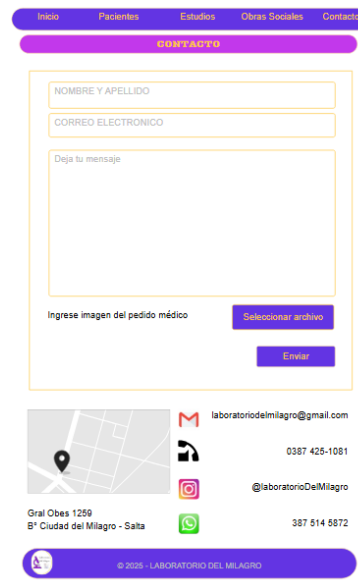 Inicio Pacientes Estudios Obras Sociales Contacto
CONTACTO
NOMBRE Y APELLIDO
CORREO ELECTRONICO
Deja tu mensaje
Ingrese imagen del pedido médico
Seleccionar archivo
Enviar
laboratoriodelmilagro@gmail.com
0387 425-1081
@laboratorioDelMilagro
387 514 5872
Gral Obes 1259
B° Ciudad del Milagro - Salta
© 2025 - LABORATORIO DEL MILAGRO